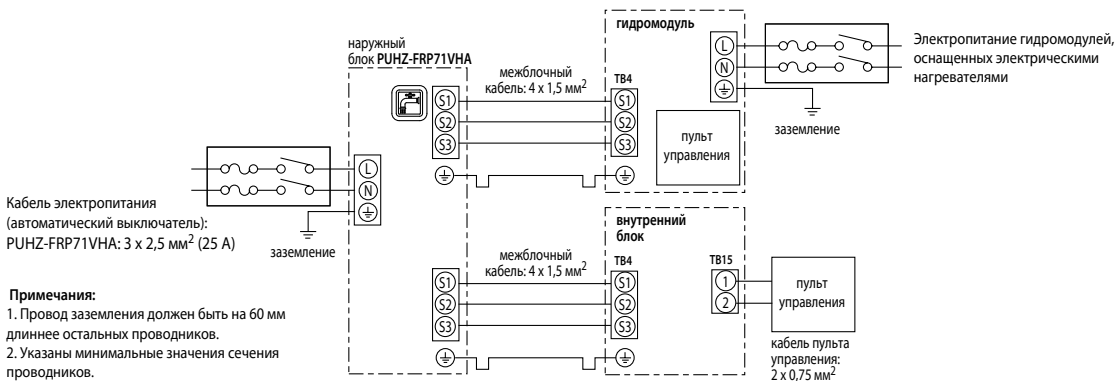 гидромодуль
L
N
Электропитание гидромодулей,
оснащенных электрическими
нагревателями
заземление
наружный
блок PUHZ-FRP71VHA
межблочный
кабель: 4 x 1,5 мм²
TB4
S1
S2
S3
S1
S2
S3
пульт
управления
L
N
Кабель электропитания
(автоматический выключатель):
PUHZ-FRP71VHA: 3 x 2,5 мм² (25 А)
заземление
внутренний
блок
межблочный
кабель: 4 x 1,5 мм²
TB4
TB15
S1
S2
S3
S1
S2
S3
1
2
пульт
управления
кабель пульта
управления:
2 x 0,75 мм²
Примечания:
1. Провод заземления должен быть на 60 мм
длиннее остальных проводников.
2. Указаны минимальные значения сечения
проводников.